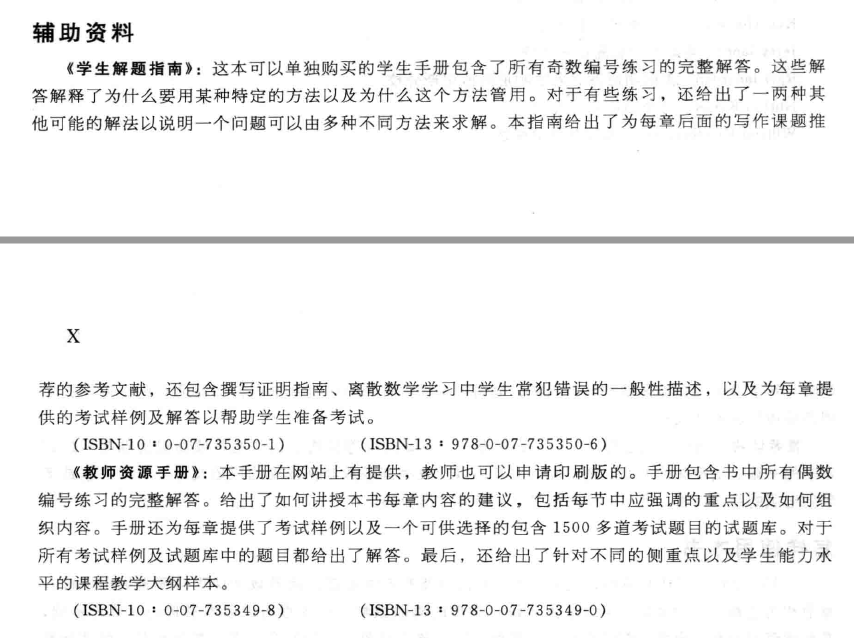 辅助资料
《学生解题指南》：这本可以单独购买的学生手册包含了所有奇数编号练习的完整解答。这些解
答解释了为什么要用某种特定的方法以及为什么这个方法管用。对于有些练习，还给出了一两种其
他可能的解法以说明一个问题可以由多种不同方法来求解。本指南给出了为每章后面的写作课题推
X
荐的参考文献，还包含撰写证明指南、离散数学学习中学生常犯错误的一般性描述，以及为每章提
供的考试样例及解答以帮助学生准备考试。
(ISBN-10：0-07-735350-1) (ISBN-13：978-0-07-735350-6)
《教师资源手册》：本手册在网站上有提供，教师也可以申请印刷版的。手册包含书中所有偶数
编号练习的完整解答。给出了如何讲授本书每章内容的建议，包括每节中应强调的重点以及如何组
织内容。手册还为每章提供了考试样例以及一个可供选择的包含 1500 多道考试题目的试题库。对于
所有考试样例及试题库中的题目都给出了解答。最后，还给出了针对不同的侧重点以及学生能力水
平的课程教学大纲样本。
(ISBN-10：0-07-735349-8) (ISBN-13：978-0-07-735349-0)